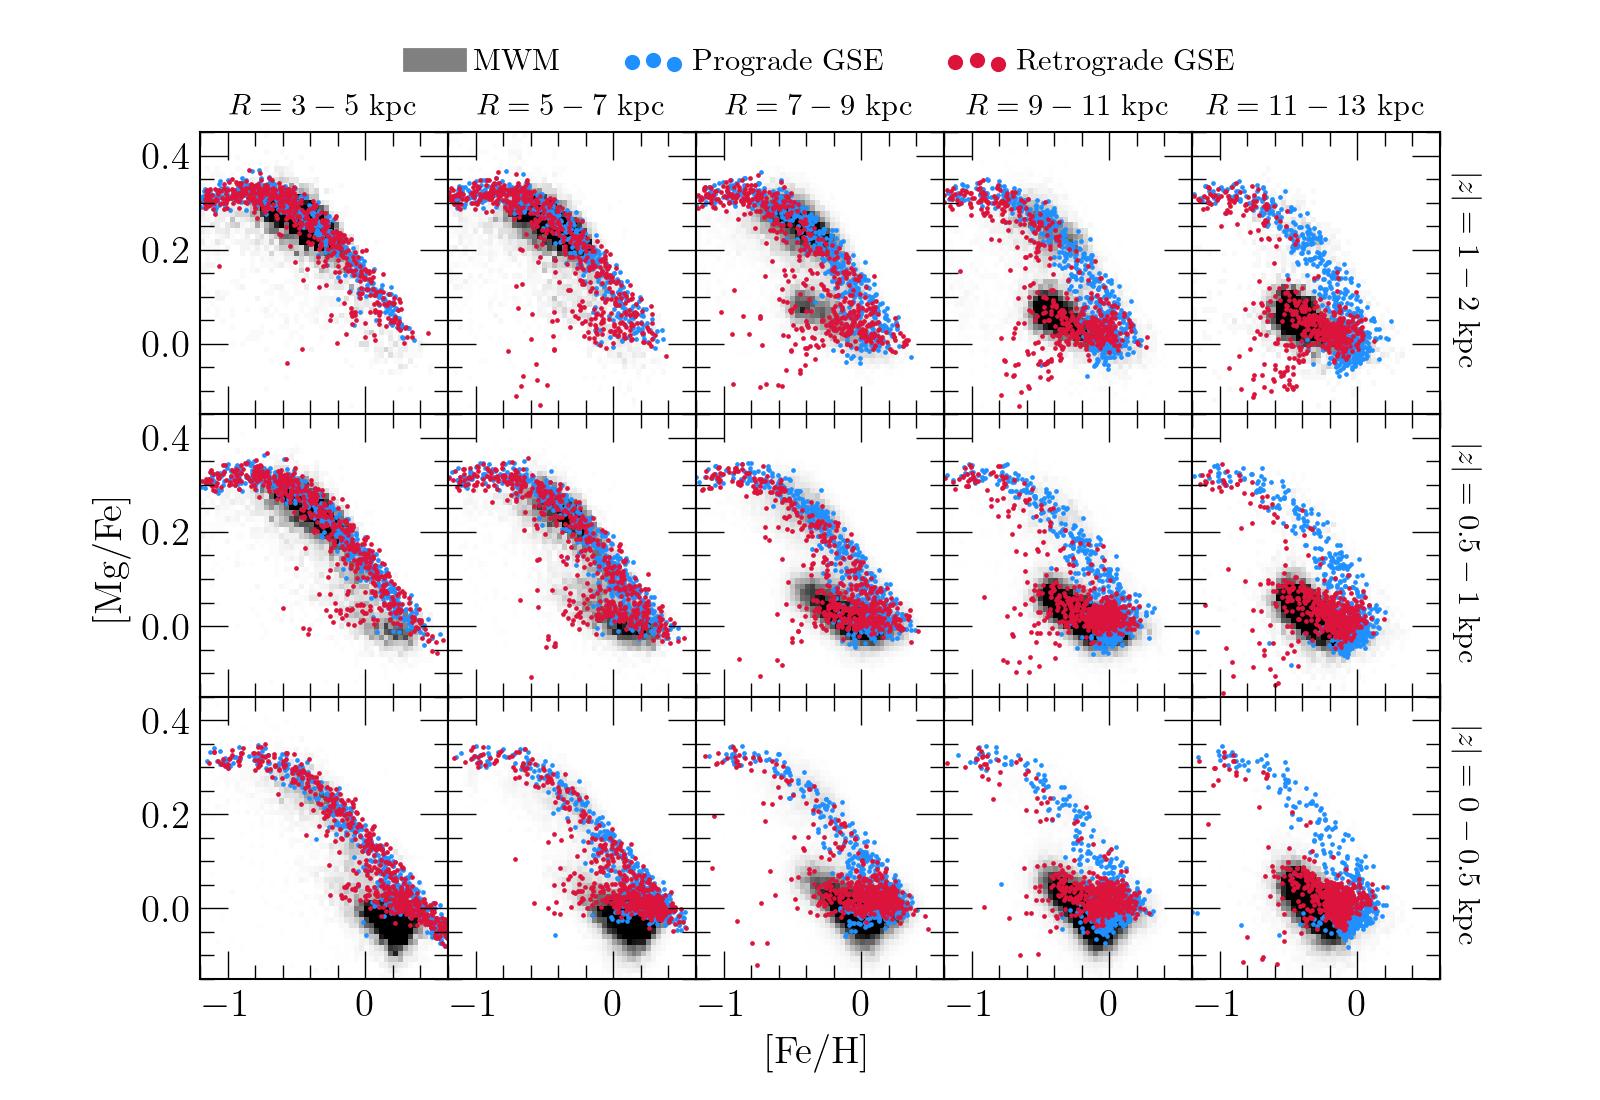 MWM Prograde GSE Retrograde GSE
R = 3 − 5 kpc R = 5 − 7 kpc R = 7 − 9 kpc R = 9 − 11 kpc R = 11 − 13 kpc
0.4
0.2
0.0
|z| = 1 − 2 kpc
0.4
0.2
0.0
|z| = 0.5 − 1 kpc
[Mg/Fe]
0.4
0.2
0.0
|z| = 0 − 0.5 kpc
−1 0 −1 0 −1 0 −1 0 −1 0
[Fe/H]